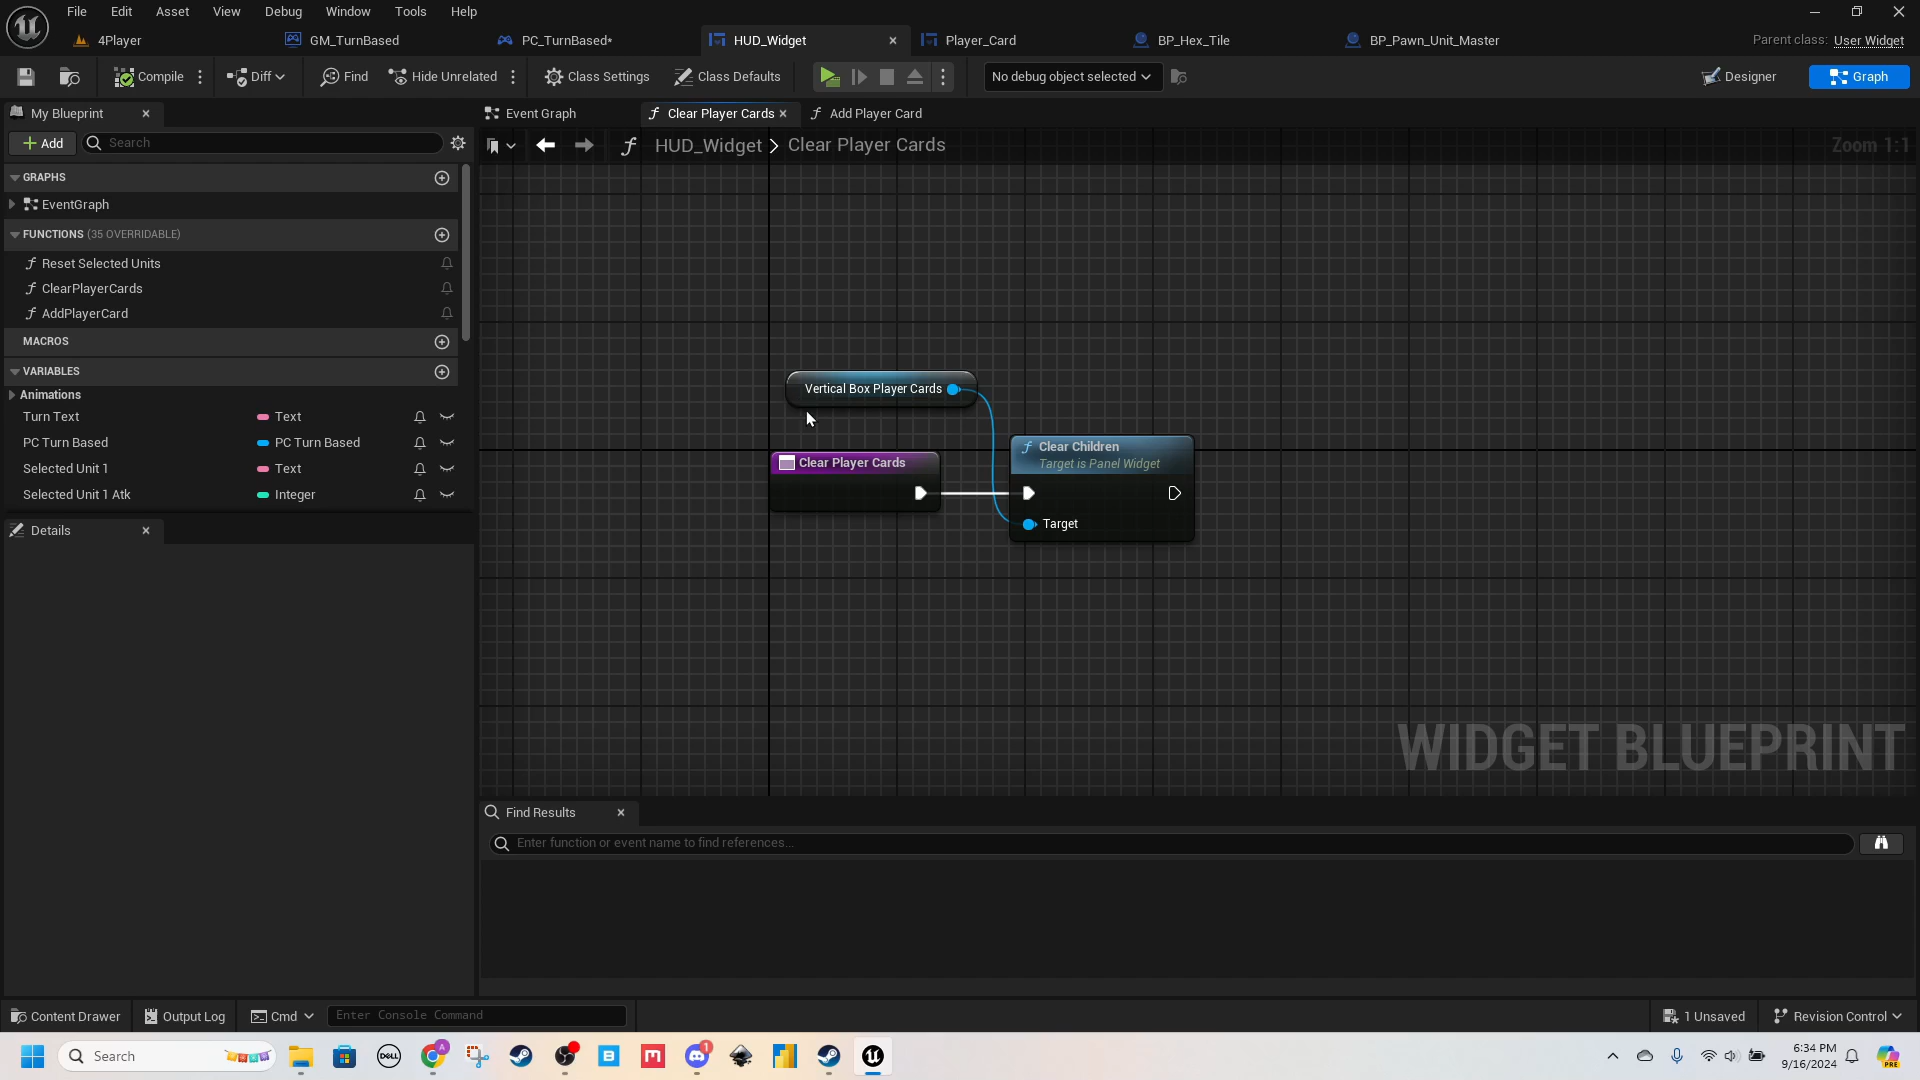 File Edit Asset View Debug Window Tools Help
4Player GM_TurnBased PC_TurnBased* HUD_Widget Player_Card BP_Hex_Tile BP_Pawn_Unit_Master Parent class: User Widget
Compile Diff Find Hide Unrelated Class Settings Class Defaults No debug object selected Designer Graph
My Blueprint Event Graph Clear Player Cards Add Player Card
Add Search HUD_Widget > Clear Player Cards Zoom 1:1
GRAPHS
EventGraph
FUNCTIONS (35 OVERRIDABLE)
Reset Selected Units
ClearPlayerCards
AddPlayerCard
MACROS
VARIABLES
Animations
Turn Text Text
PC Turn Based PC Turn Based
Selected Unit 1 Text
Selected Unit 1 Atk Integer
Details
Vertical Box Player Cards
Clear Player Cards
Clear Children
Target is Panel Widget
Target
WIDGET BLUEPRINT
Find Results
Enter function or event name to find references...
Content Drawer Output Log Cmd Enter Console Command 1 Unsaved Revision Control
Search DELL 1 6:34 PM
9/16/2024